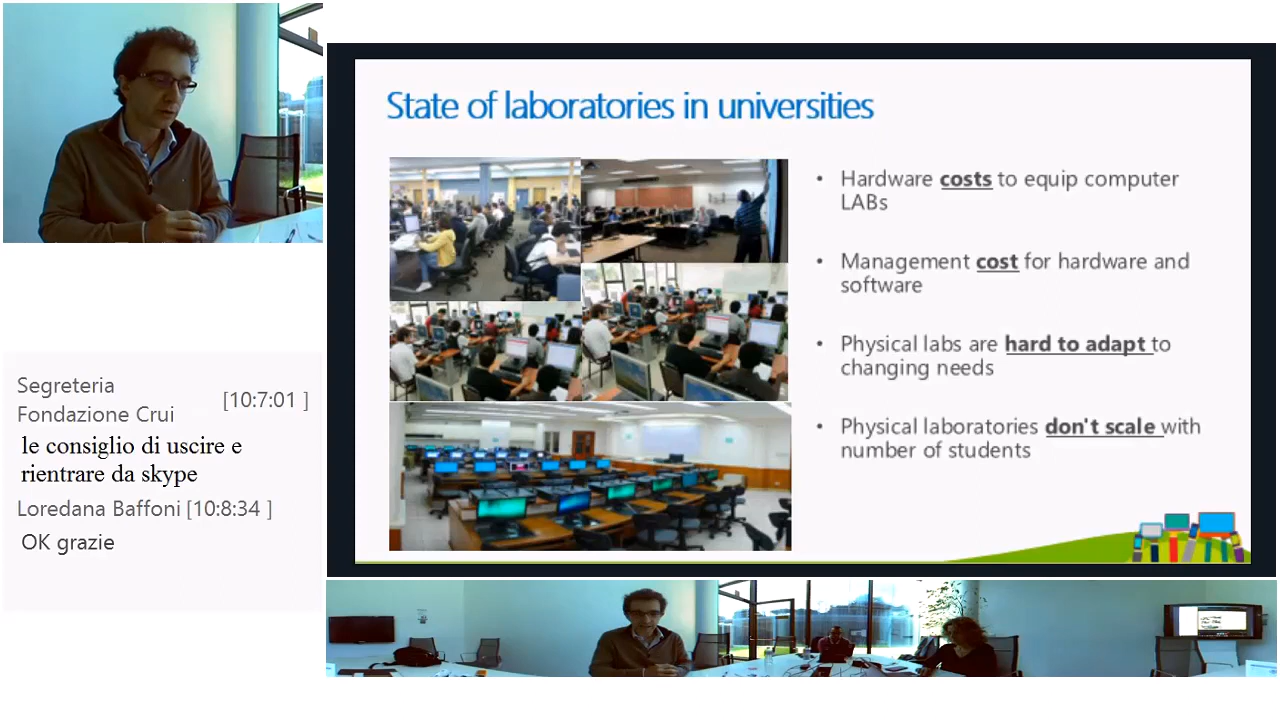 State of laboratories in universities
• Hardware costs to equip computer
LABs
• Management cost for hardware and
software
• Physical labs are hard to adapt to
changing needs
• Physical laboratories don't scale with
number of students
Segreteria
Fondazione Crui [10:7:01 ]
le consiglio di uscire e
rientrare da skype
Loredana Baffoni [10:8:34 ]
OK grazie